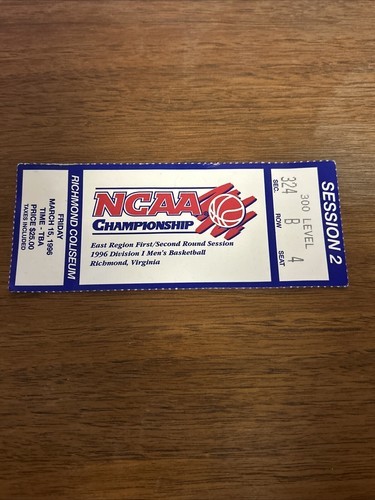 RICHMOND COLISEUM
FRIDAY
MARCH 15, 1996
TIME - TBA
PRICE $25.00
TAXES INCLUDED
NCAA
CHAMPIONSHIP
East Region First/Second Round Session
1996 Division I Men's Basketball
Richmond, Virginia
SESSION 2
300 LEVEL
324 B 4
SEC. ROW SEAT